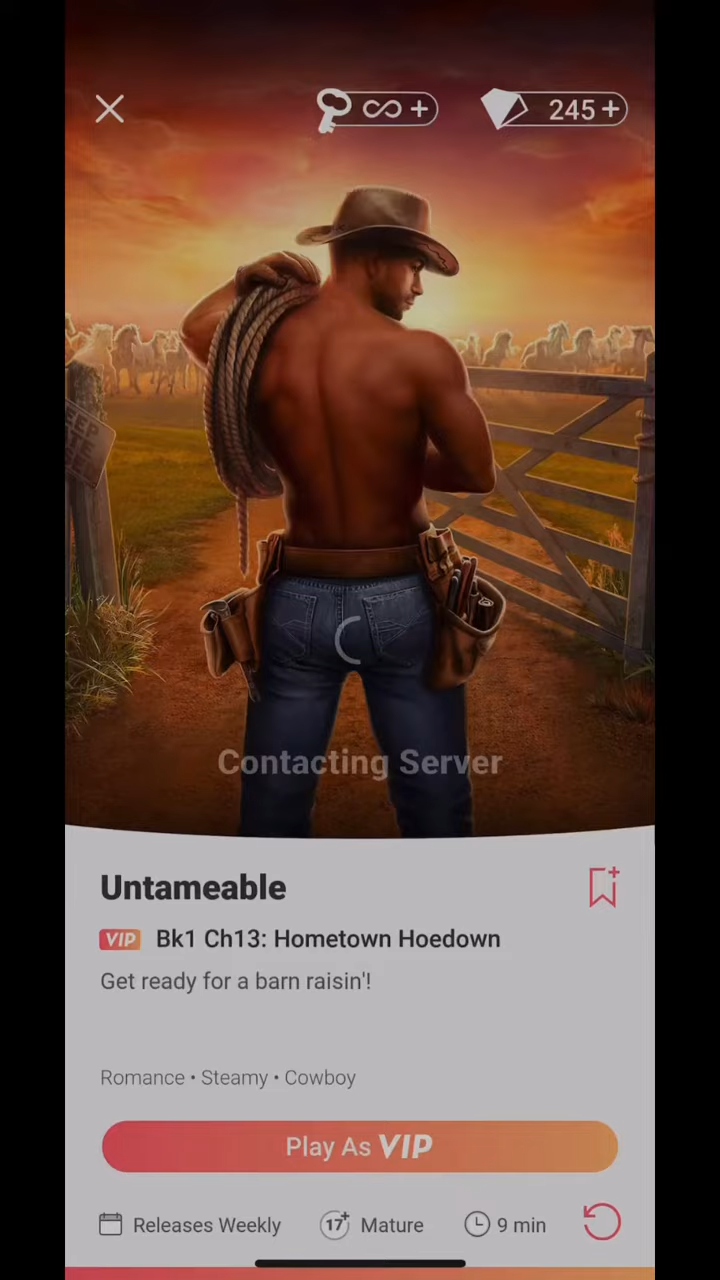 245
EEP
Contacting Server
Untameable
VIP Bk1 Ch13: Hometown Hoedown
Get ready for a barn raisin'!
Romance • Steamy • Cowboy
Play As VIP
Releases Weekly 17+ Mature 9 min